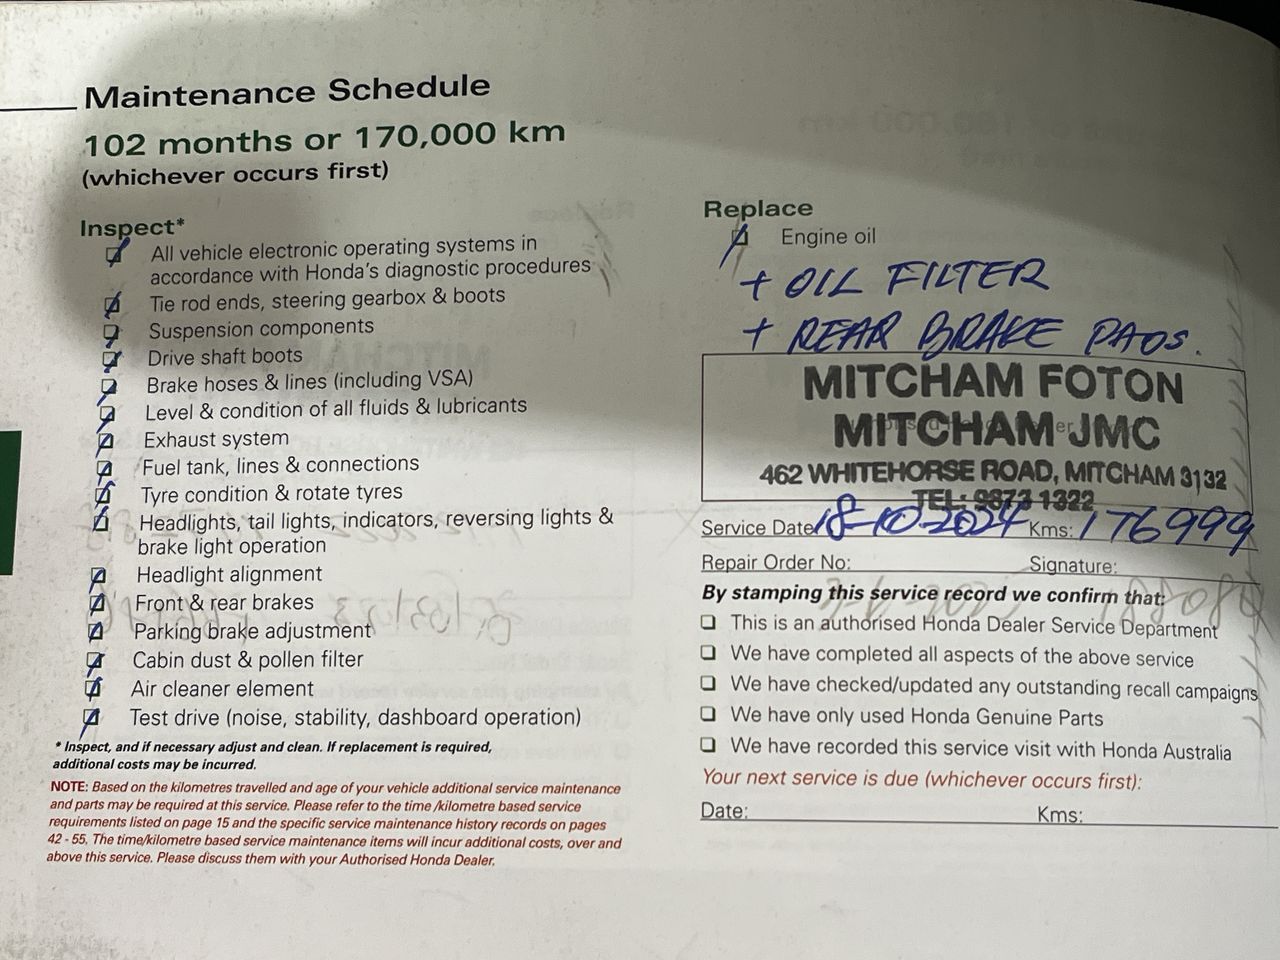 Maintenance Schedule
102 months or 170,000 km
(whichever occurs first)
Inspect*
All vehicle electronic operating systems in
accordance with Honda's diagnostic procedures
Tie rod ends, steering gearbox & boots
Suspension components
Drive shaft boots
Brake hoses & lines (including VSA)
Level & condition of all fluids & lubricants
Exhaust system
Fuel tank, lines & connections
Tyre condition & rotate tyres
Headlights, tail lights, indicators, reversing lights &
brake light operation
Headlight alignment
Front & rear brakes
Parking brake adjustment
Cabin dust & pollen filter
Air cleaner element
Test drive (noise, stability, dashboard operation)
* Inspect, and if necessary adjust and clean. If replacement is required,
additional costs may be incurred.
NOTE: Based on the kilometres travelled and age of your vehicle additional service maintenance
and parts may be required at this service. Please refer to the time /kilometre based service
requirements listed on page 15 and the specific service maintenance history records on pages
42 - 55. The time/kilometre based service maintenance items will incur additional costs, over and
above this service. Please discuss them with your Authorised Honda Dealer.
Replace
Engine oil
+ OIL FILTER
+ REAR BRAKE PADS.
MITCHAM FOTON
MITCHAM JMC
462 WHITEHORSE ROAD, MITCHAM 3132
TEL: 9873 1322
Service Date 18-10-2024 Kms: 176999
Repair Order No: Signature:
By stamping this service record we confirm that:
This is an authorised Honda Dealer Service Department
We have completed all aspects of the above service
We have checked/updated any outstanding recall campaigns
We have only used Honda Genuine Parts
We have recorded this service visit with Honda Australia
Your next service is due (whichever occurs first):
Date: Kms: